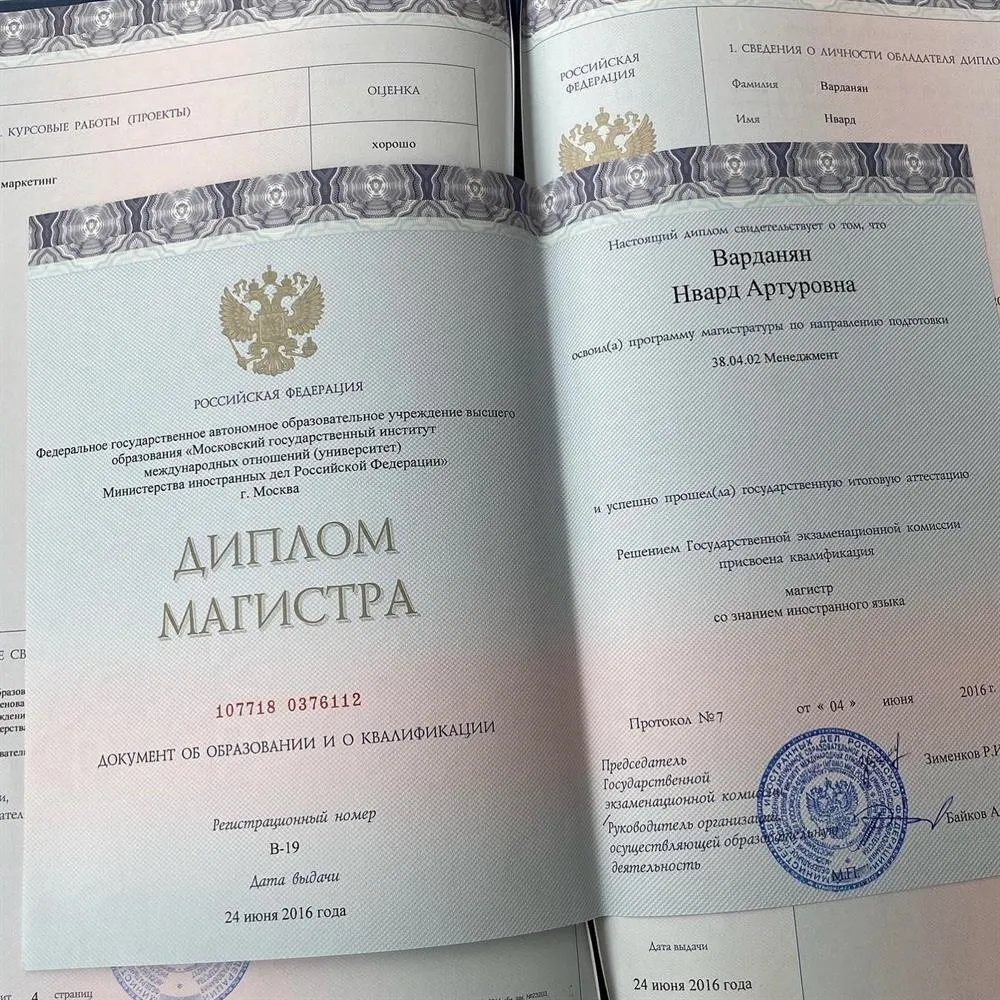 . КУРСОВЫЕ РАБОТЫ (ПРОЕКТЫ)
ОЦЕНКА
хорошо
маркетинг
РОССИЙСКАЯ
ФЕДЕРАЦИЯ
1. СВЕДЕНИЯ О ЛИЧНОСТИ ОБЛАДАТЕЛЯ ДИПЛО
Фамилия Варданян
Имя Нвард
РОССИЙСКАЯ ФЕДЕРАЦИЯ
Федеральное государственное автономное образовательное учреждение высшего
образования «Московский государственный институт
международных отношений (университет)
Министерства иностранных дел Российской Федерации»
г. Москва
ДИПЛОМ
МАГИСТРА
107718 0376112
ДОКУМЕНТ ОБ ОБРАЗОВАНИИ И О КВАЛИФИКАЦИИ
Регистрационный номер
В-19
Дата выдачи
24 июня 2016 года
Настоящий диплом свидетельствует о том, что
Варданян
Нвард Артуровна
освоил(а) программу магистратуры по направлению подготовки
38.04.02 Менеджмент
и успешно прошел(ла) государственную итоговую аттестацию
Решением Государственной экзаменационной комиссии
присвоена квалификация
магистр
со знанием иностранного языка
Протокол №7 от « 04 » июня 2016 г.
Председатель
Государственной
экзаменационной коми
Зименков Р.И
Руководитель организации,
осуществляющей образовательную
деятельность
Байков А
М.П.
4 страниц
Дата выдачи
24 июня 2016 года